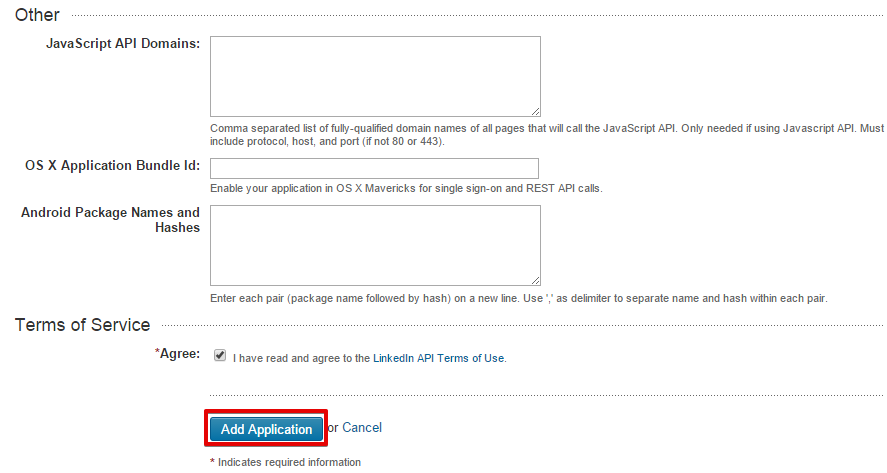 Other
JavaScript API Domains:
Comma separated list of fully-qualified domain names of all pages that will call the JavaScript API. Only needed if using Javascript API. Must
include protocol, host, and port (if not 80 or 443).
OS X Application Bundle Id:
Enable your application in OS X Mavericks for single sign-on and REST API calls.
Android Package Names and
Hashes
Enter each pair (package name followed by hash) on a new line. Use ',' as delimiter to separate name and hash within each pair.
Terms of Service
*Agree:
I have read and agree to the LinkedIn API Terms of Use.
Add Application or Cancel
* Indicates required information